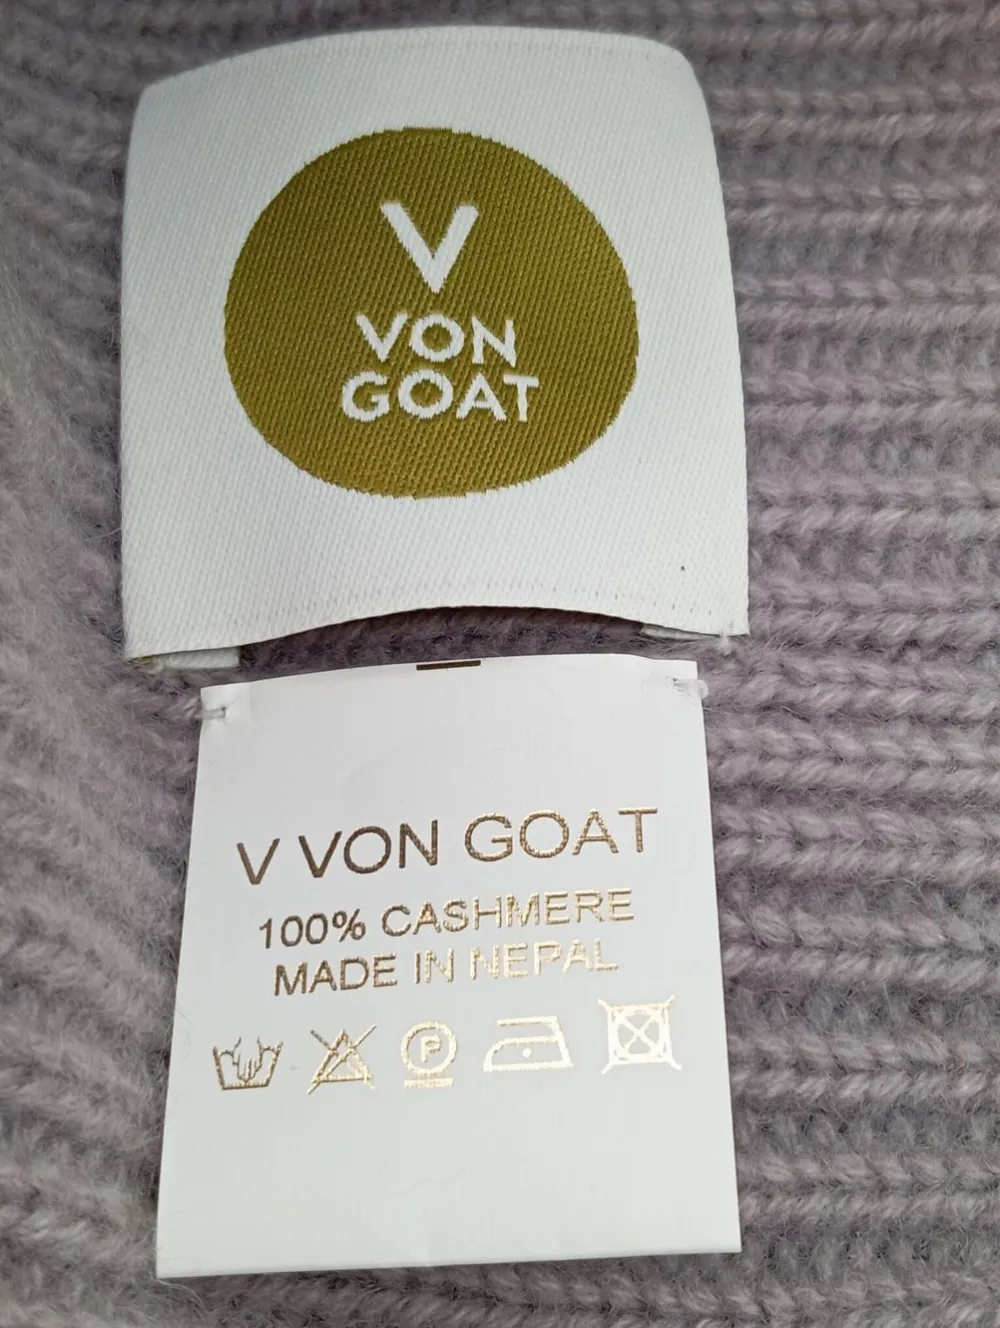 V
VON
GOAT
V VON GOAT
100% CASHMERE
MADE IN NEPAL
P